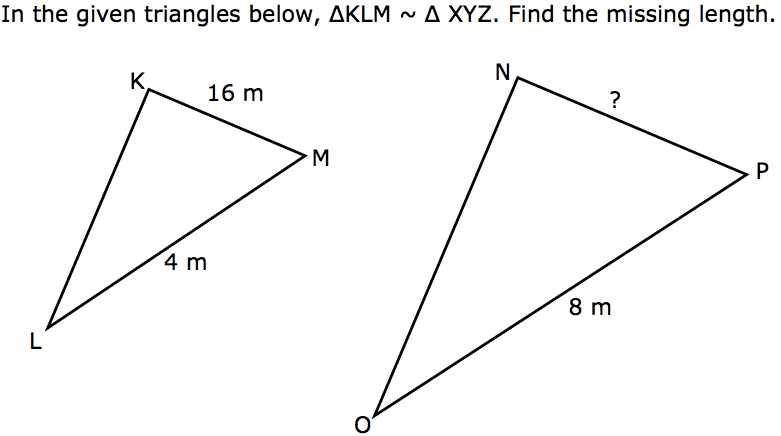 In the given triangles below, ΔKLM ~ Δ XYZ. Find the missing length.
K
16 m
M
4 m
L
N
?
P
8 m
O